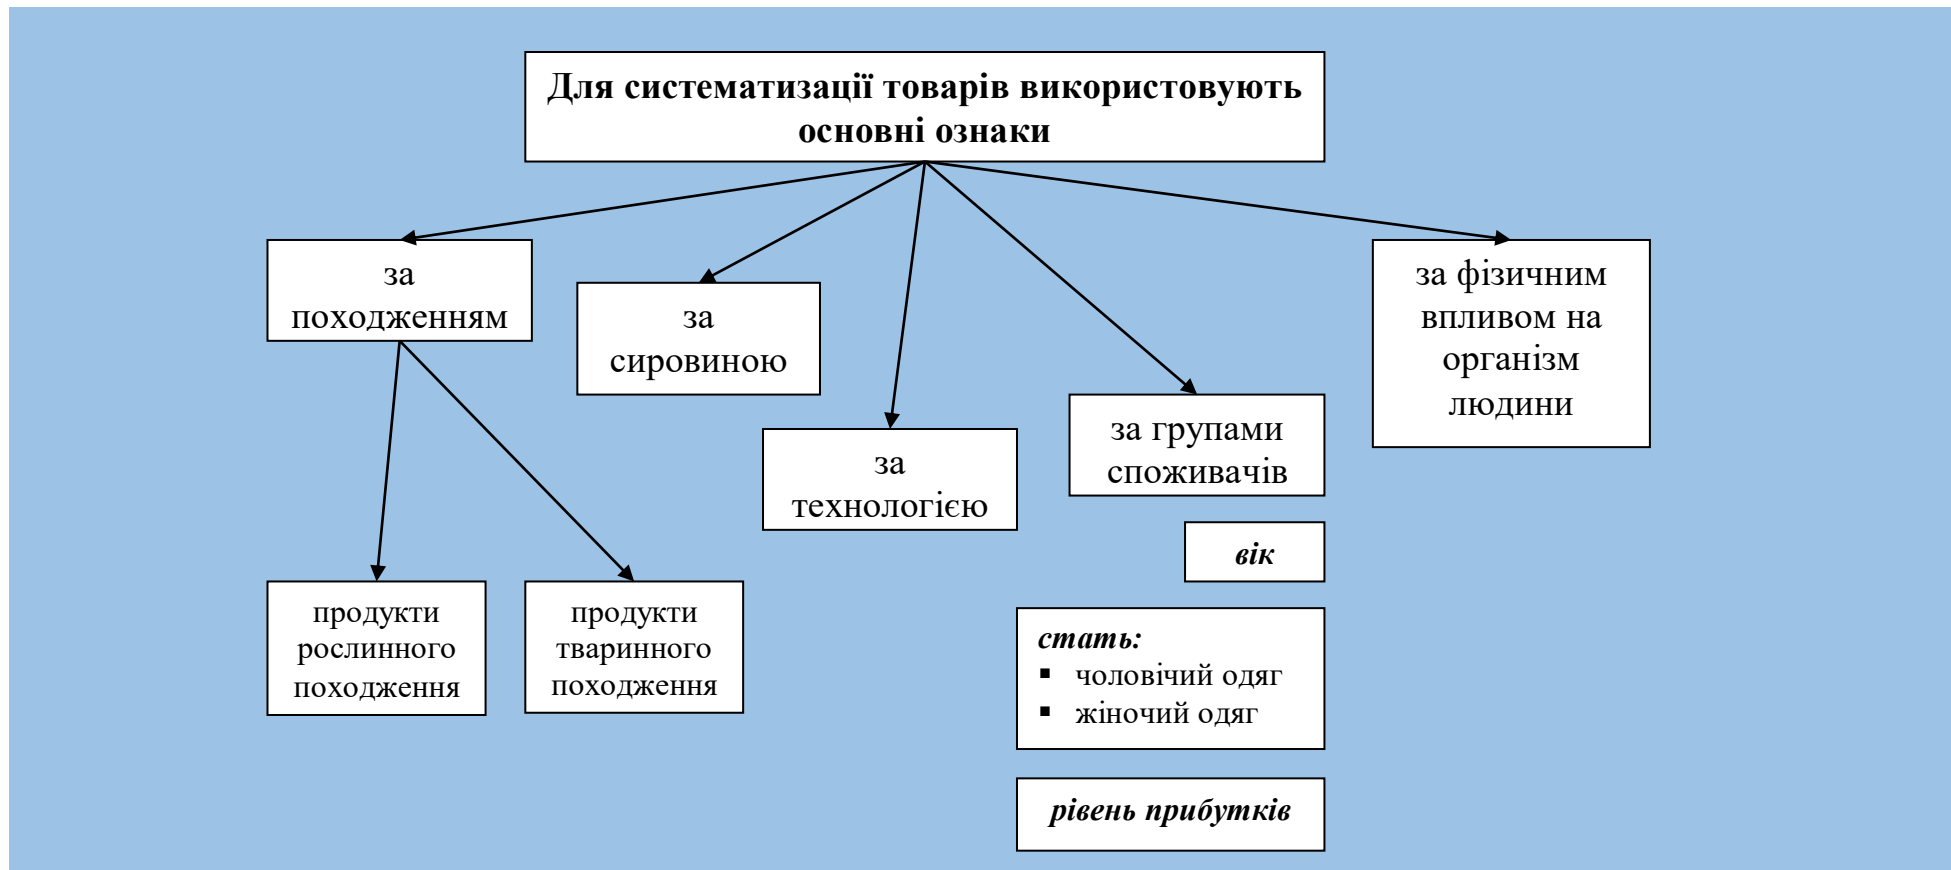 Для систематизації товарів використовують
основні ознаки
за
походженням
за
сировиною
за
технологією
за групами
споживачів
за фізичним
впливом на
організм
людини
продукти
рослинного
походження
продукти
тваринного
походження
вік
стать:
▪ чоловічий одяг
▪ жіночий одяг
рівень прибутків